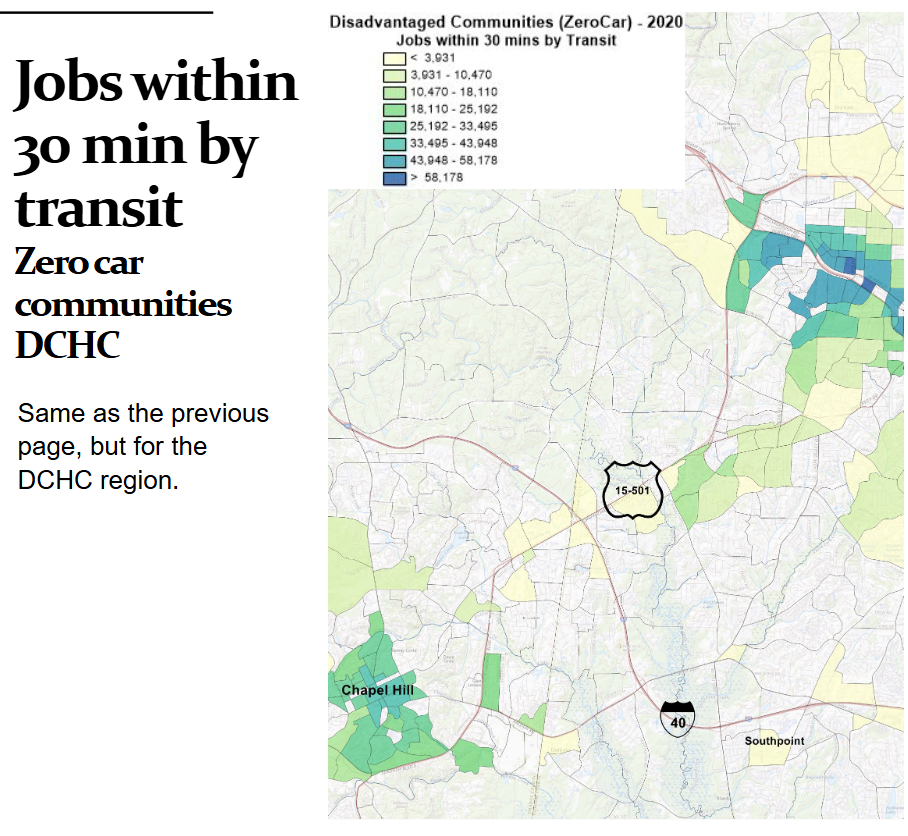 Jobs within
30 min by
transit
Zero car
communities
DCHC
Same as the previous
page, but for the
DCHC region.
Disadvantaged Communities (ZeroCar) - 2020
Jobs within 30 mins by Transit
< 3,931
3,931 - 10,470
10,470 - 18,110
18,110 - 25,192
25,192 - 33,495
33,495 - 43,948
43,948 - 58,178
> 58,178
15-501
Chapel Hill
40
Southpoint